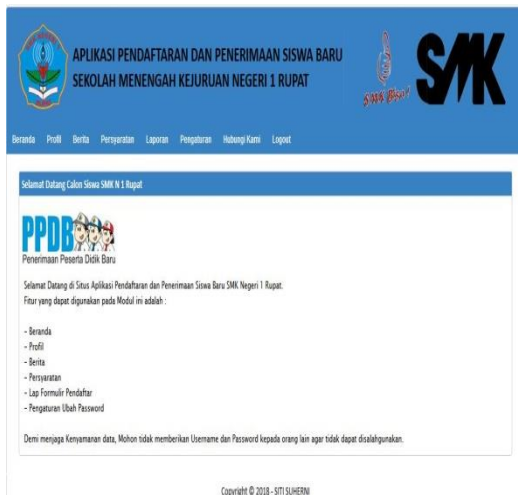 APLIKASI PENDAFTARAN DAN PENERIMAAN SISWA BARU
SEKOLAH MENENGAH KEJURUAN NEGERI 1 RUPAT
SMK Bisa!
SMK
Beranda Profil Berita Persyaratan Laporan Pengaturan Hubungi Kami Logout
Selamat Datang Calon Siswa SMK N 1 Rupat
PPDB
Penerimaan Peserta Didik Baru
Selamat Datang di Situs Aplikasi Pendaftaran dan Penerimaan Siswa Baru SMK Negeri 1 Rupat.
Fitur yang dapat digunakan pada Modul ini adalah :
- Beranda
- Profil
- Berita
- Persyaratan
- Lap Formulir Pendaftar
- Pengaturan Ubah Password
Demi menjaga Kenyamanan data, Mohon tidak memberikan Username dan Password kepada orang lain agar tidak dapat disalahgunakan.
Copyright © 2018 - SITI SUHERNI